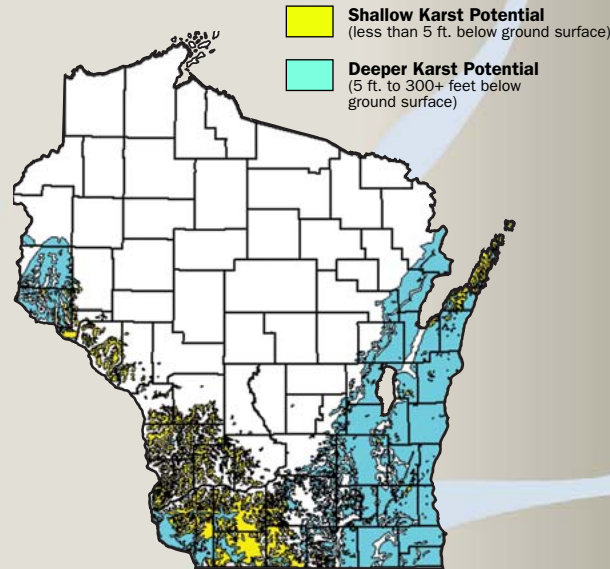 Shallow Karst Potential
(less than 5 ft. below ground surface)
Deeper Karst Potential
(5 ft. to 300+ feet below
ground surface)